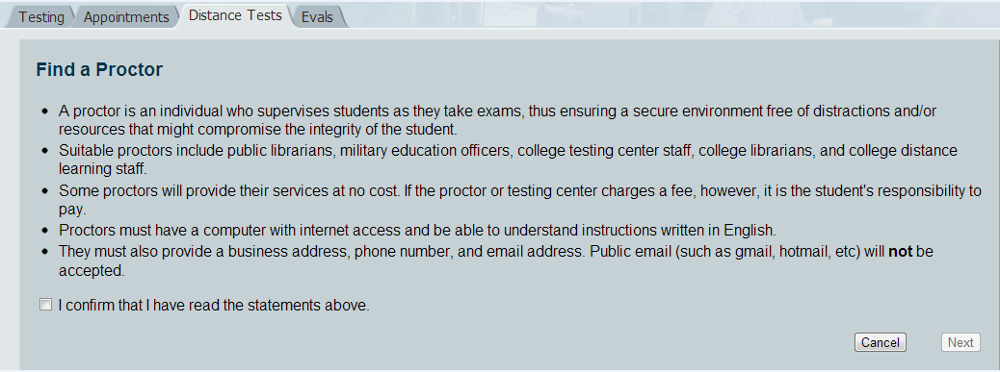 Testing Appointments Distance Tests Evals
Find a Proctor
• A proctor is an individual who supervises students as they take exams, thus ensuring a secure environment free of distractions and/or
resources that might compromise the integrity of the student.
• Suitable proctors include public librarians, military education officers, college testing center staff, college librarians, and college distance
learning staff.
• Some proctors will provide their services at no cost. If the proctor or testing center charges a fee, however, it is the student's responsibility to
pay.
• Proctors must have a computer with internet access and be able to understand instructions written in English.
• They must also provide a business address, phone number, and email address. Public email (such as gmail, hotmail, etc) will not be
accepted.
I confirm that I have read the statements above.
Cancel Next